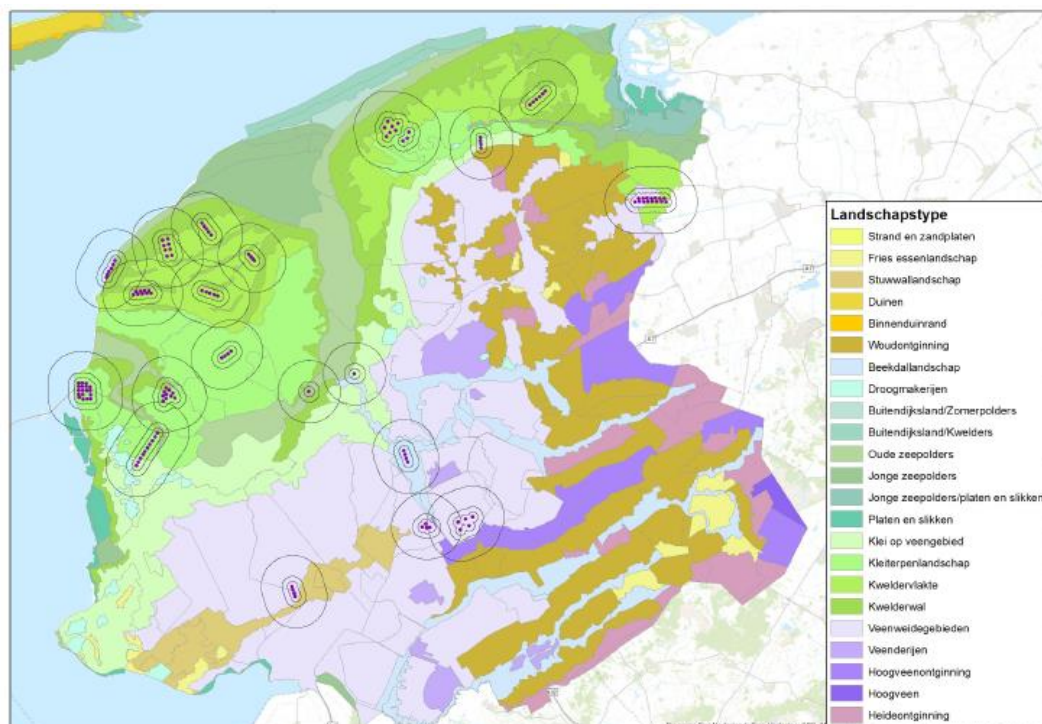 Landschapstype
Strand en zandplaten
Fries essenlandschap
Stuwwallandschap
Duinen
Binnenduinrand
Woudontginning
Beekdallandschap
Droogmakerijen
Buitendijksland/Zomerpolders
Buitendijksland/Kwelders
Oude zeepolders
Jonge zeepolders
Jonge zeepolders/platen en slikken
Platen en slikken
Klei op veengebied
Kleiterpenlandschap
Kweldervlakte
Kwelderwal
Veenweidegebieden
Veenderijen
Hoogveenontginning
Hoogveen
Heideontginning